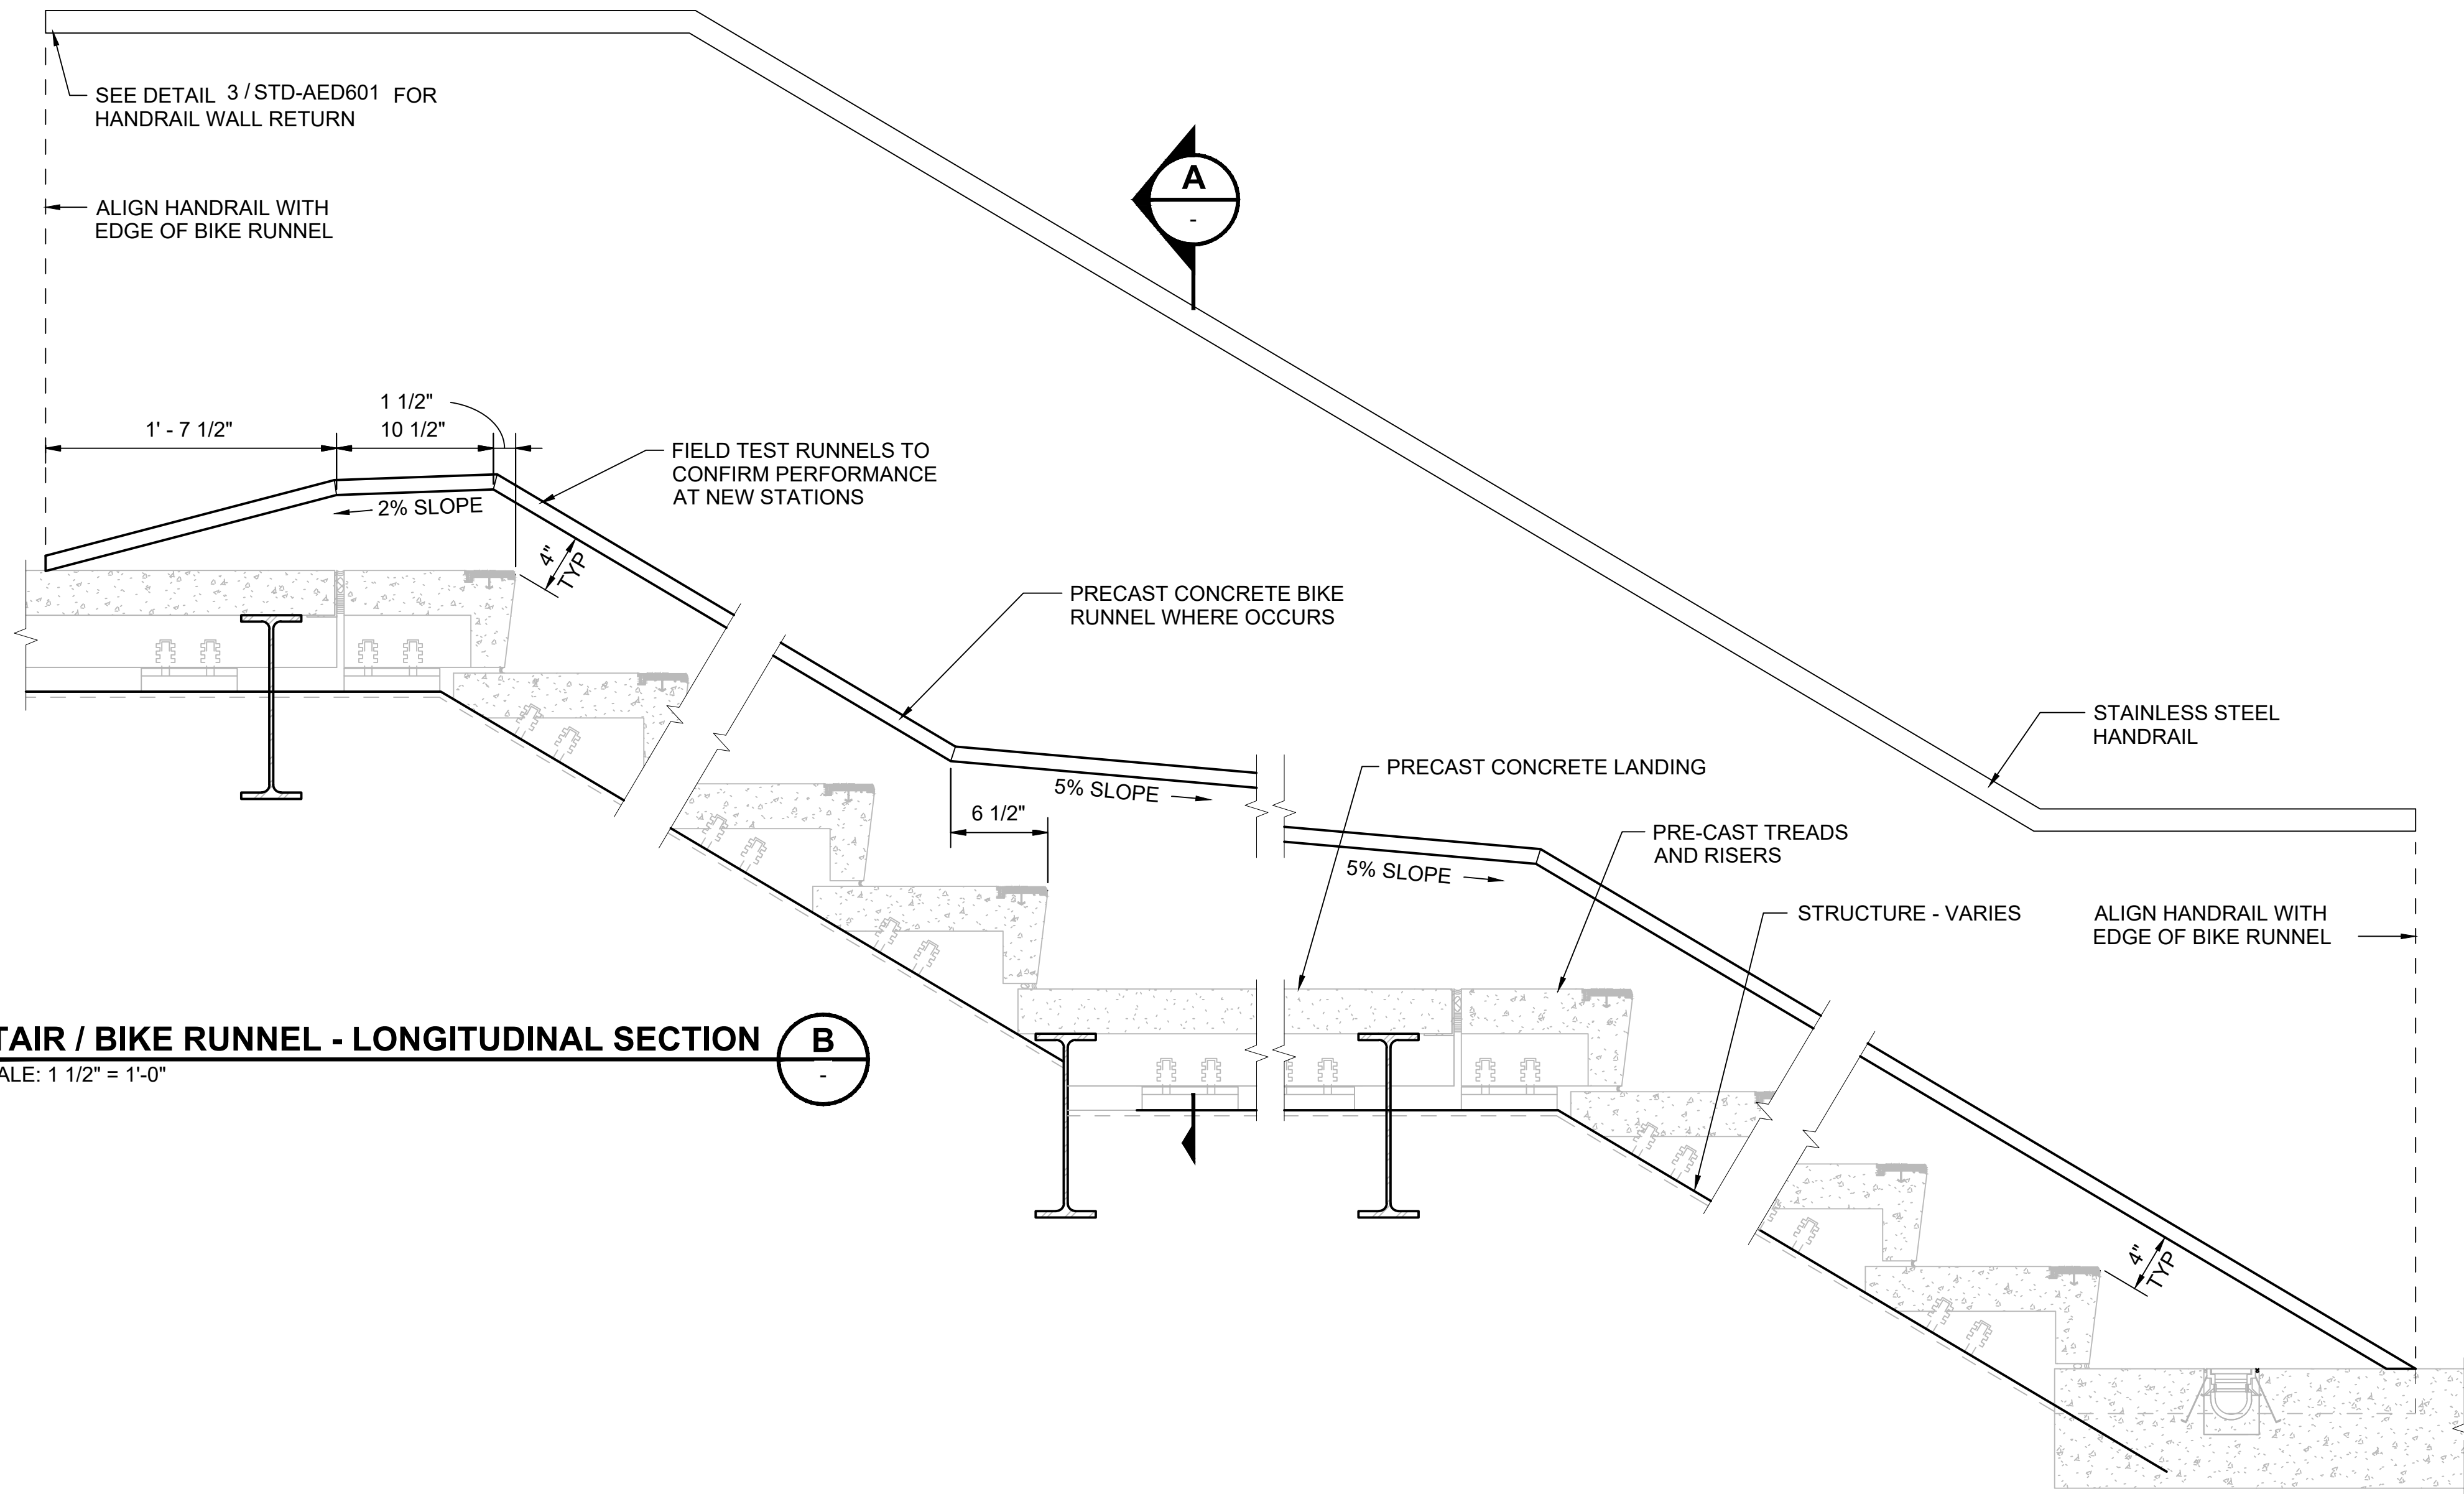 SEE DETAIL 3 / STD-AED601 FOR
HANDRAIL WALL RETURN
A
-
ALIGN HANDRAIL WITH
EDGE OF BIKE RUNNEL
1 1/2"
1' - 7 1/2"
10 1/2"
FIELD TEST RUNNELS TO
CONFIRM PERFORMANCE
AT NEW STATIONS
2% SLOPE
4"
TYP
PRECAST CONCRETE BIKE
RUNNEL WHERE OCCURS
STAINLESS STEEL
HANDRAIL
PRECAST CONCRETE LANDING
5% SLOPE
6 1/2"
PRE-CAST TREADS
AND RISERS
5% SLOPE
STRUCTURE - VARIES
ALIGN HANDRAIL WITH
EDGE OF BIKE RUNNEL
TAIR / BIKE RUNNEL - LONGITUDINAL SECTION
B
-
ALE: 1 1/2" = 1'-0"
4"
TYP